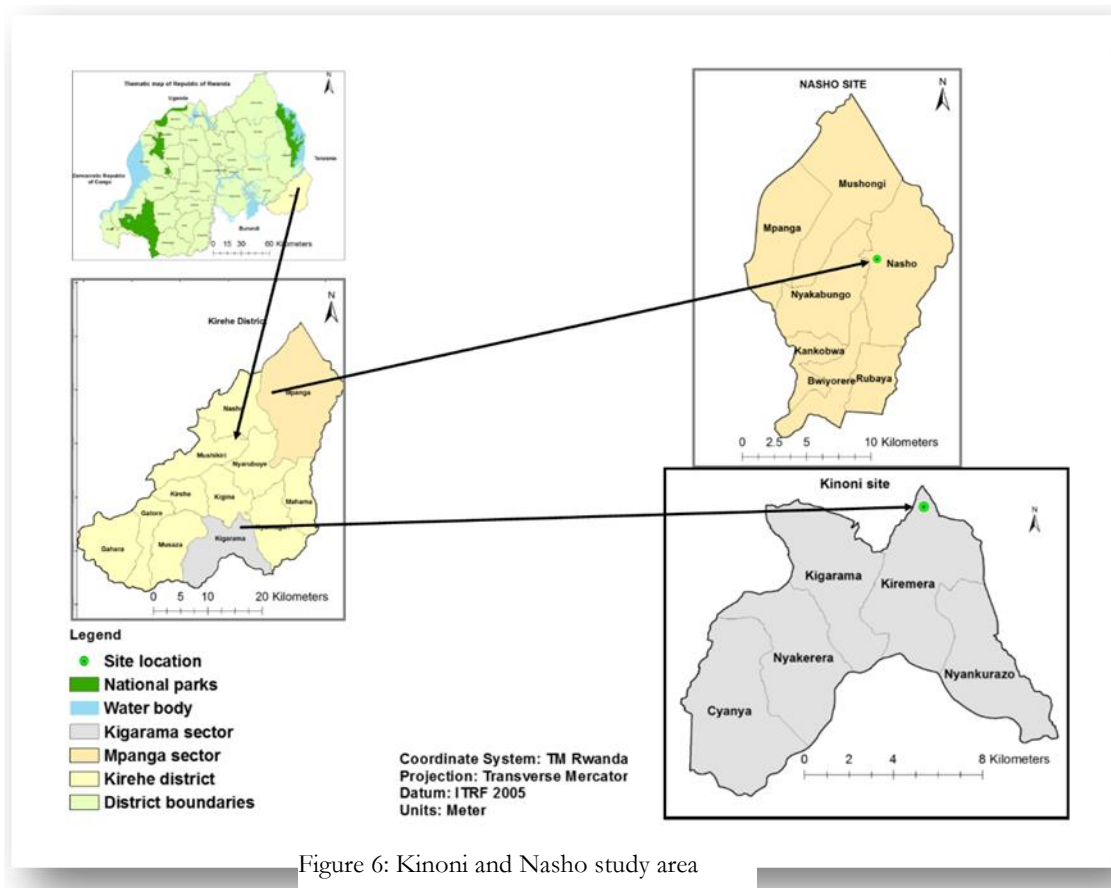 Thematic map of Republic of Rwanda
N
Uganda
Tanzania
Democratic Republic
of Congo
Burundi
0 15 30 60 Kilometers
Kirehe District
N
Mpanga
Nasho
Mushikiri
Nyarubuye
Kirehe
Kigina
Mahama
Gatore
Musaza
Kigarama
Gahara
0 5 10 20 Kilometers
NASHO SITE
N
Mushongi
Mpanga
Nasho
Nyakabungo
Kankobwa
Bwiyorere
Rubaya
0 2.5 5 10 Kilometers
Kinoni site
N
Kigarama
Kiremera
Nyakerera
Nyankurazo
Cyanya
0 2 4 8 Kilometers
Legend
Site location
National parks
Water body
Kigarama sector
Mpanga sector
Kirehe district
District boundaries
Coordinate System: TM Rwanda
Projection: Transverse Mercator
Datum: ITRF 2005
Units: Meter
Figure 6: Kinoni and Nasho study area